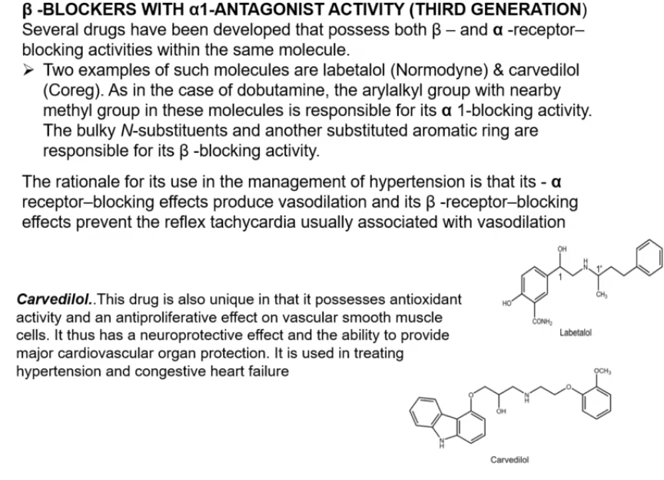 β -BLOCKERS WITH α1-ANTAGONIST ACTIVITY (THIRD GENERATION)
Several drugs have been developed that possess both β – and α -receptor–
blocking activities within the same molecule.
➢ Two examples of such molecules are labetalol (Normodyne) & carvedilol
(Coreg). As in the case of dobutamine, the arylalkyl group with nearby
methyl group in these molecules is responsible for its α 1-blocking activity.
The bulky N-substituents and another substituted aromatic ring are
responsible for its β -blocking activity.
The rationale for its use in the management of hypertension is that its - α
receptor–blocking effects produce vasodilation and its β -receptor–blocking
effects prevent the reflex tachycardia usually associated with vasodilation
OH
H
N
1'
1
HO
CH₃
CONH₂
Labetalol
Carvedilol..This drug is also unique in that it possesses antioxidant
activity and an antiproliferative effect on vascular smooth muscle
cells. It thus has a neuroprotective effect and the ability to provide
major cardiovascular organ protection. It is used in treating
hypertension and congestive heart failure
OCH₃
O
O
N
H
OH
N
H
Carvedilol